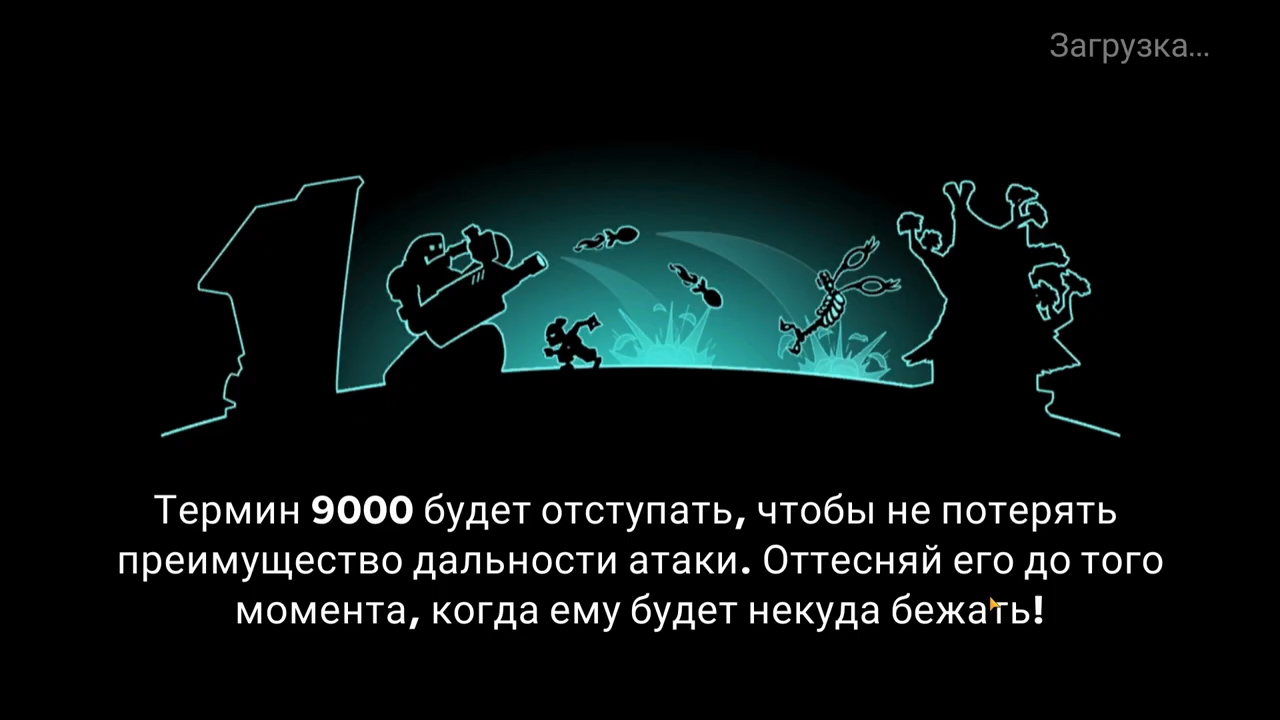 Загрузка...
Термин 9000 будет отступать, чтобы не потерять
преимущество дальности атаки. Оттесняй его до того
момента, когда ему будет некуда бежать!